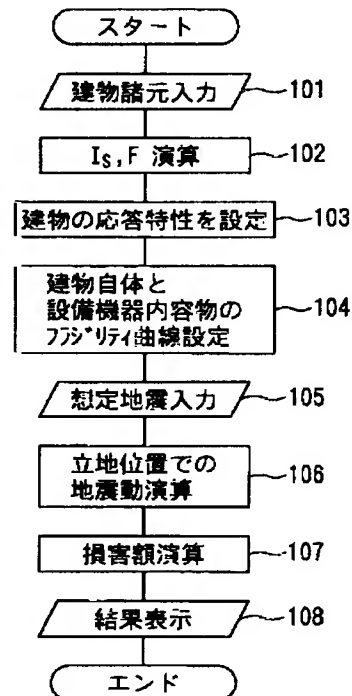 スタート
建物諸元入力
101
Is,F 演算
102
建物の応答特性を設定
103
建物自体と
設備機器内容物の
フラジリティ曲線設定
104
想定地震入力
105
立地位置での
地震動演算
106
損害額演算
107
結果表示
108
エンド